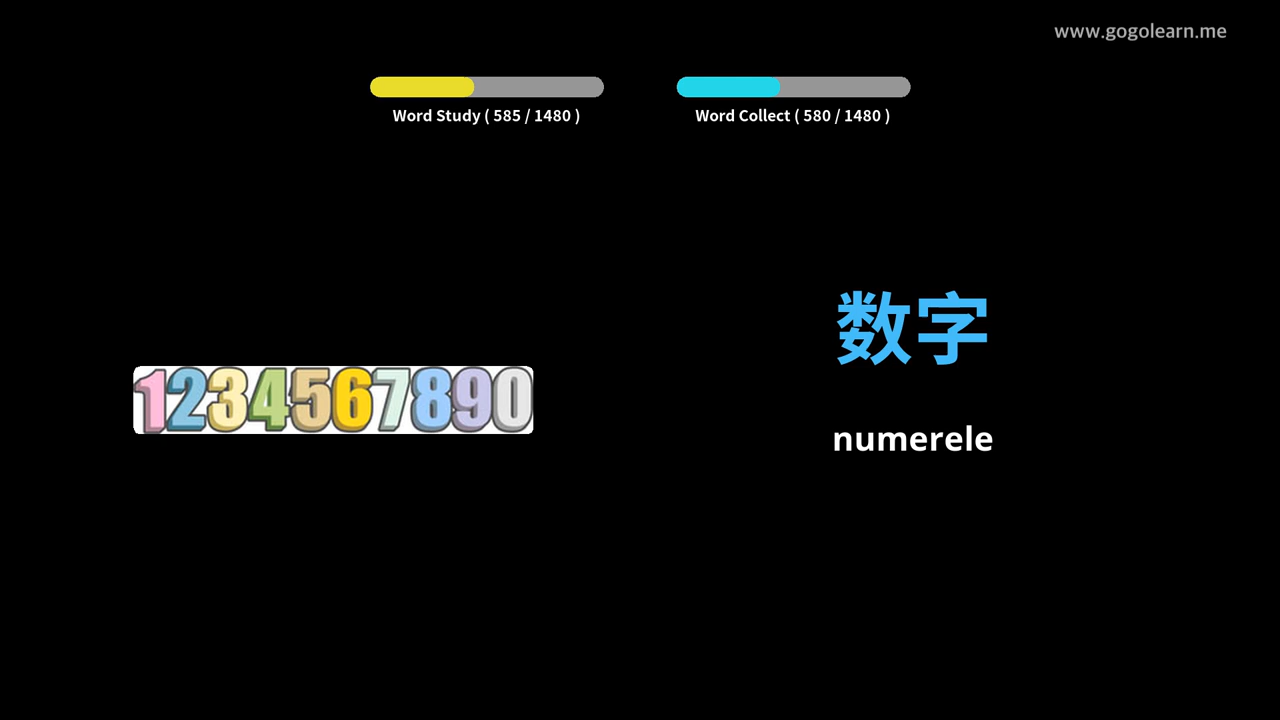 www.gogolearn.me
Word Study ( 585 / 1480 )
Word Collect ( 580 / 1480 )
数字
1234567890
numerele